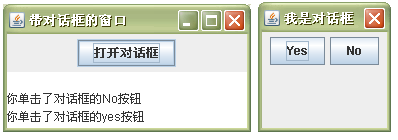 带对话框的窗口
打开对话框
你单击了对话框的No按钮
你单击了对话框的yes按钮
我是对话框
Yes No